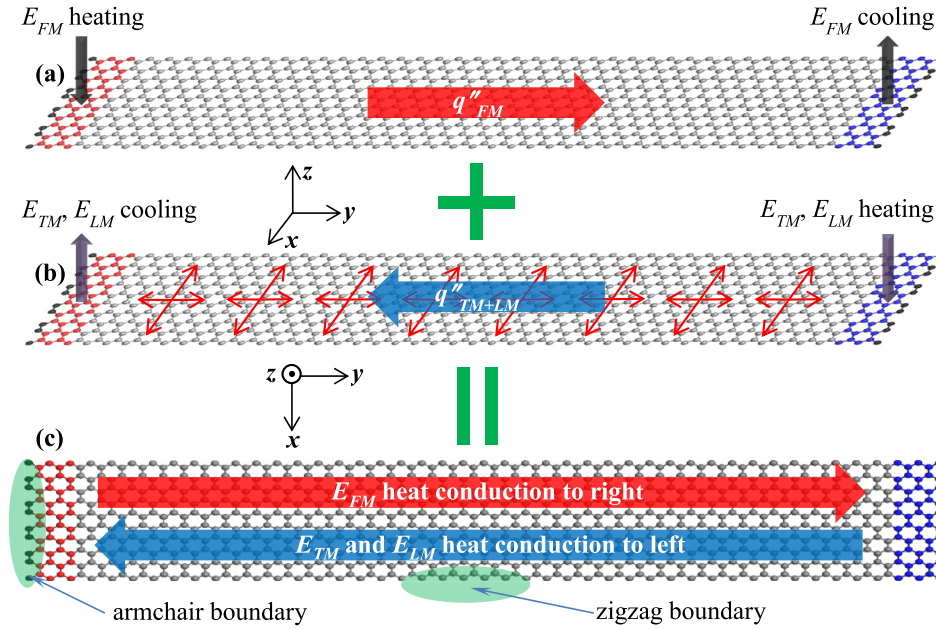 E_FM heating
E_FM cooling
(a)
q″_FM
z
y
x
E_TM, E_LM cooling
E_TM, E_LM heating
(b)
q″_TM+LM
z
y
x
(c)
E_FM heat conduction to right
E_TM and E_LM heat conduction to left
armchair boundary
zigzag boundary